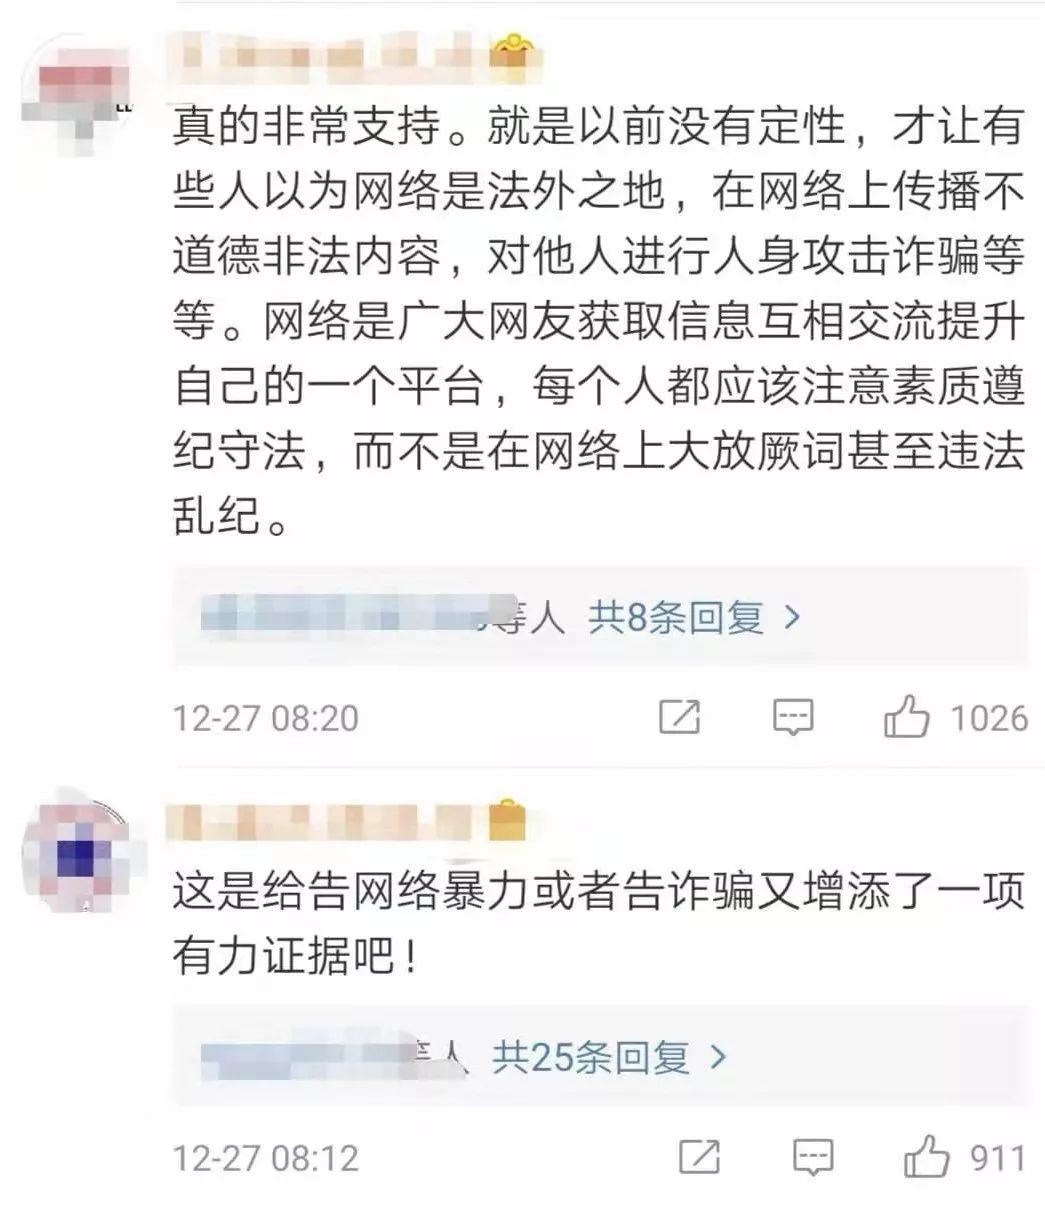 真的非常支持。就是以前没有定性，才让有
些人以为网络是法外之地，在网络上传播不
道德非法内容，对他人进行人身攻击诈骗等
等。网络是广大网友获取信息互相交流提升
自己的一个平台，每个人都应该注意素质遵
纪守法，而不是在网络上大放厥词甚至违法
乱纪。
等人 共8条回复 >
12-27 08:20 1026
这是给告网络暴力或者告诈骗又增添了一项
有力证据吧！
等人 共25条回复 >
12-27 08:12 911